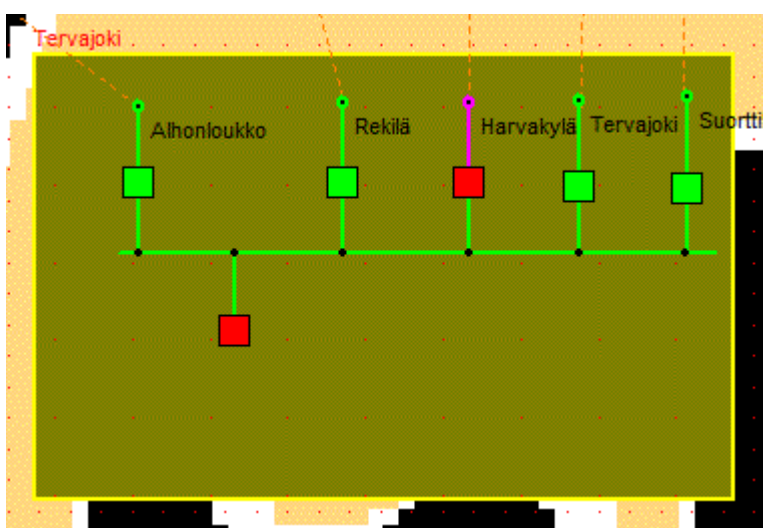 Tervajoki
Alhonloukko
Rekilä
Harvakylä
Tervajoki
Suortti